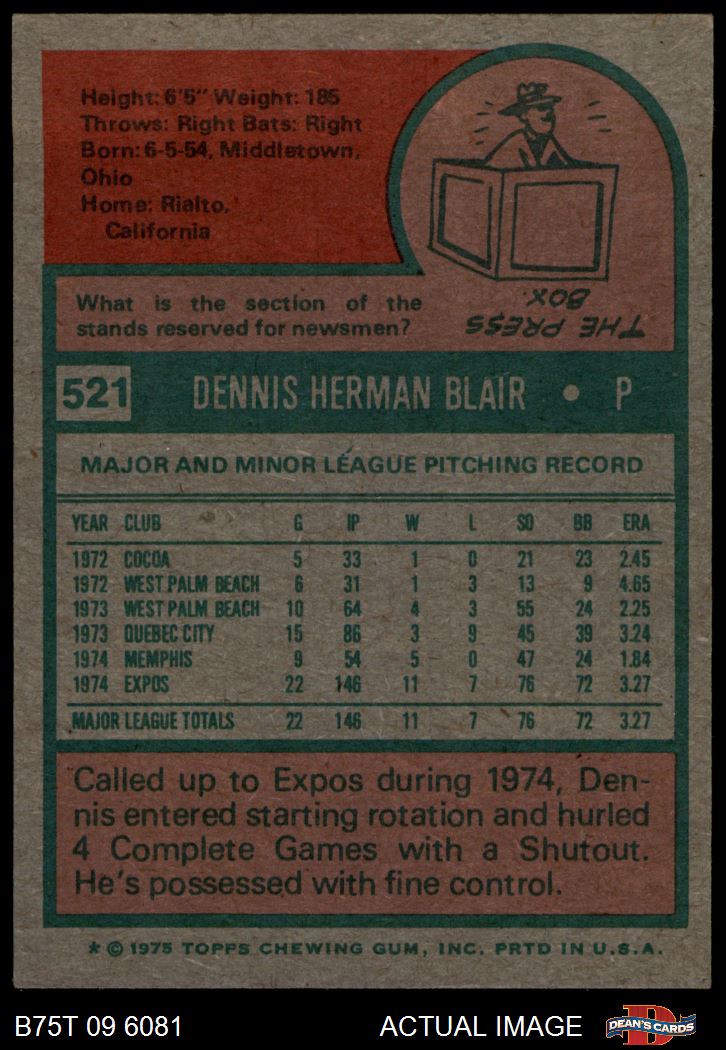 Height: 6'5" Weight: 185
Throws: Right Bats: Right
Born: 6-5-54, Middletown,
Ohio
Home: Rialto,
California
What is the section of the
stands reserved for newsmen?
THE PRESS
BOX.
521 DENNIS HERMAN BLAIR • P
MAJOR AND MINOR LEAGUE PITCHING RECORD
YEAR CLUB G IP W L SO BB ERA
1972 COCOA 5 33 1 0 21 23 2.45
1972 WEST PALM BEACH 6 31 1 3 13 9 4.65
1973 WEST PALM BEACH 10 64 4 3 55 24 2.25
1973 QUEBEC CITY 15 86 3 9 45 39 3.24
1974 MEMPHIS 9 54 5 0 47 24 1.84
1974 EXPOS 22 146 11 7 76 72 3.27
MAJOR LEAGUE TOTALS 22 146 11 7 76 72 3.27
Called up to Expos during 1974, Den-
nis entered starting rotation and hurled
4 Complete Games with a Shutout.
He's possessed with fine control.
* © 1975 TOPPS CHEWING GUM, INC. PRTD IN U.S.A.
B75T 09 6081 ACTUAL IMAGE DEAN'S CARDS